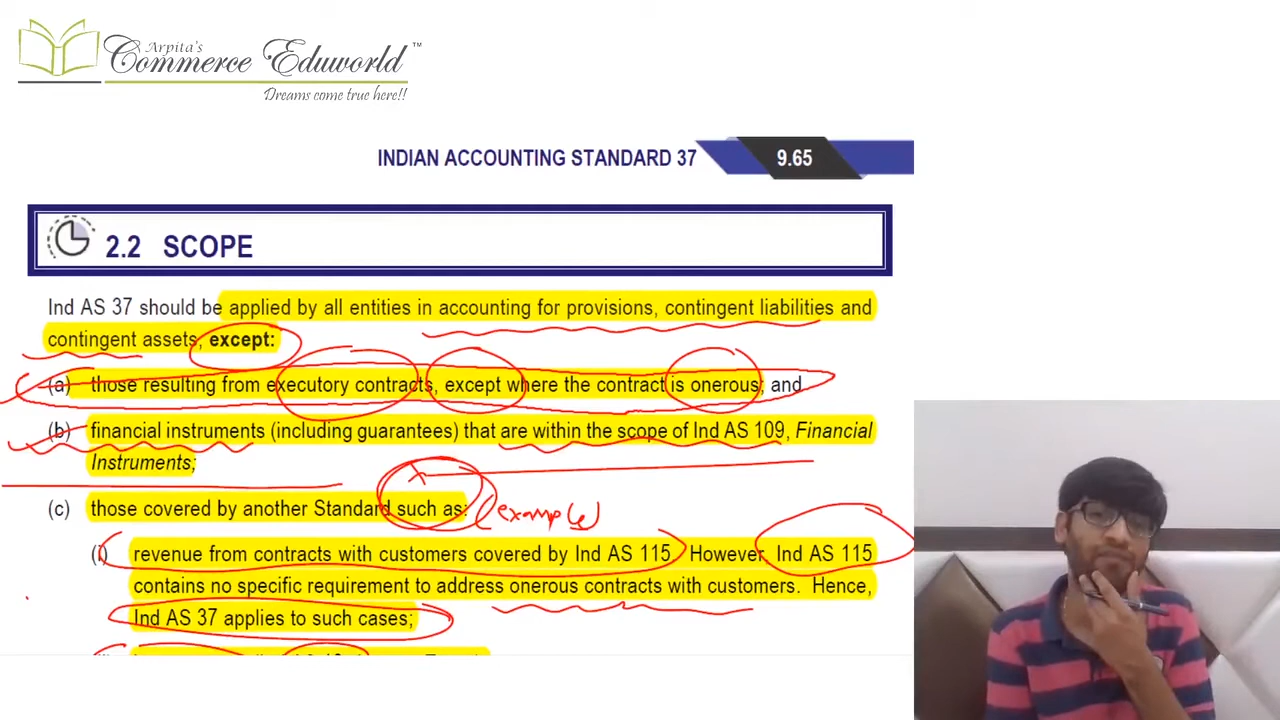 Arpita's
Commerce Eduworld™
Dreams come true here!!
INDIAN ACCOUNTING STANDARD 37 9.65
2.2 SCOPE
Ind AS 37 should be applied by all entities in accounting for provisions, contingent liabilities and
contingent assets, except:
(a) those resulting from executory contracts, except where the contract is onerous; and
(b) financial instruments (including guarantees) that are within the scope of Ind AS 109, Financial
Instruments;
(c) those covered by another Standard such as: (example)
(i) revenue from contracts with customers covered by Ind AS 115. However, Ind AS 115
contains no specific requirement to address onerous contracts with customers. Hence,
Ind AS 37 applies to such cases;